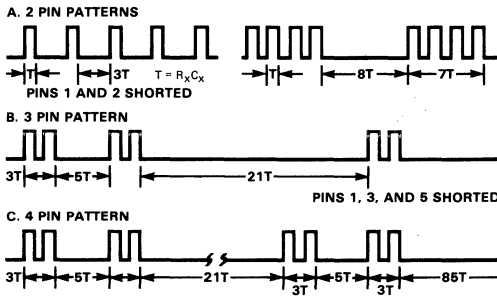 A. 2 PIN PATTERNS
T 3T T = RxCx T 8T 7T
PINS 1 AND 2 SHORTED
B. 3 PIN PATTERN
3T 5T 21T
PINS 1, 3, AND 5 SHORTED
C. 4 PIN PATTERN
3T 5T 21T 5T 85T
3T 3T